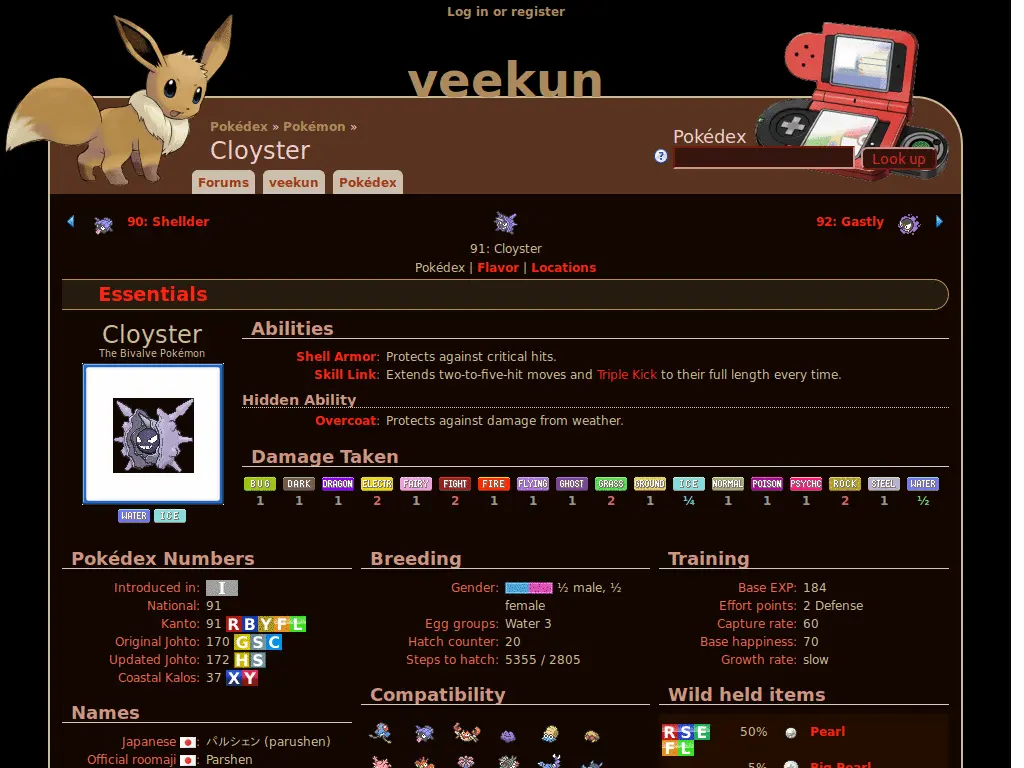 Log in or register
veekun
Pokédex » Pokémon »
Cloyster
Pokédex
? Look up
Forums veekun Pokédex
90: Shellder
92: Gastly
91: Cloyster
Pokédex | Flavor | Locations
Essentials
Cloyster
The Bivalve Pokémon
WATER ICE
Abilities
Shell Armor: Protects against critical hits.
Skill Link: Extends two-to-five-hit moves and Triple Kick to their full length every time.
Hidden Ability
Overcoat: Protects against damage from weather.
Damage Taken
BUG DARK DRAGON ELECTR FAIRY FIGHT FIRE FLYING GHOST GRASS GROUND ICE NORMAL POISON PSYCHC ROCK STEEL WATER
1 1 1 2 1 2 1 1 1 2 1 ¼ 1 1 1 2 1 ½
Pokédex Numbers
Introduced in: I
National: 91
Kanto: 91 R B Y F L
Original Johto: 170 G S C
Updated Johto: 172 H S
Coastal Kalos: 37 X Y
Names
Japanese: パルシェン (parushen)
Official roomaji: Parshen
Breeding
Gender: ½ male, ½
female
Egg groups: Water 3
Hatch counter: 20
Steps to hatch: 5355 / 2805
Compatibility
Training
Base EXP: 184
Effort points: 2 Defense
Capture rate: 60
Base happiness: 70
Growth rate: slow
Wild held items
R S E 50% Pearl
F L
5% Big Pearl